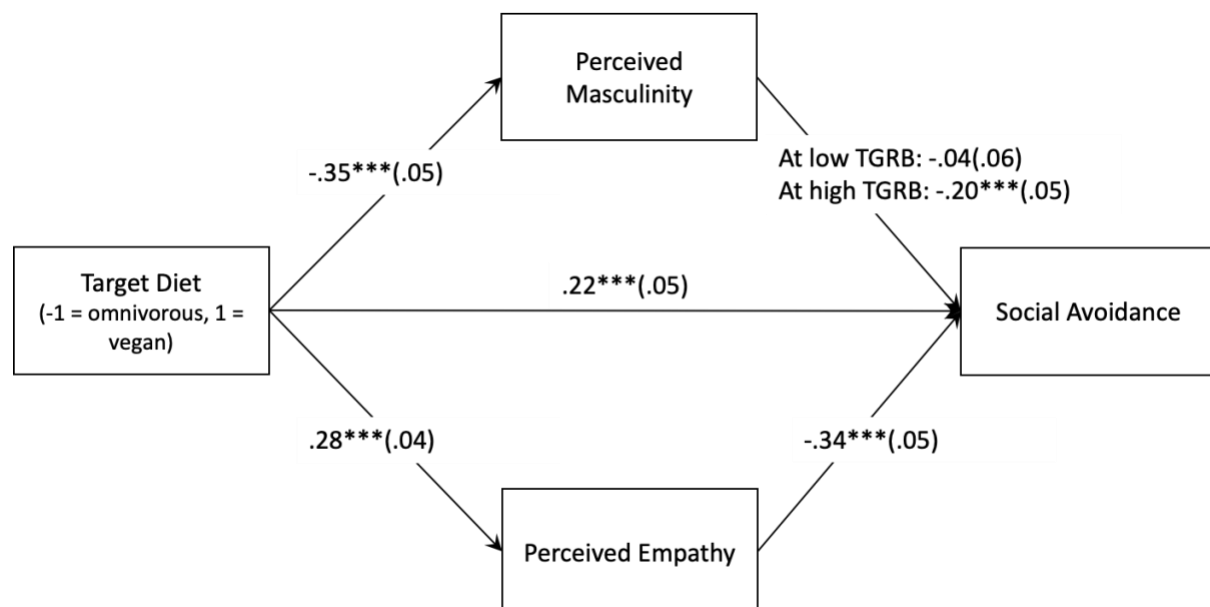 Perceived
Masculinity
At low TGRB: -.04(.06)
-.35***(.05)
At high TGRB: -.20***(.05)
Target Diet
(-1 = omnivorous, 1 =
vegan)
.22***(.05)
Social Avoidance
.28***(.04)
-.34***(.05)
Perceived Empathy